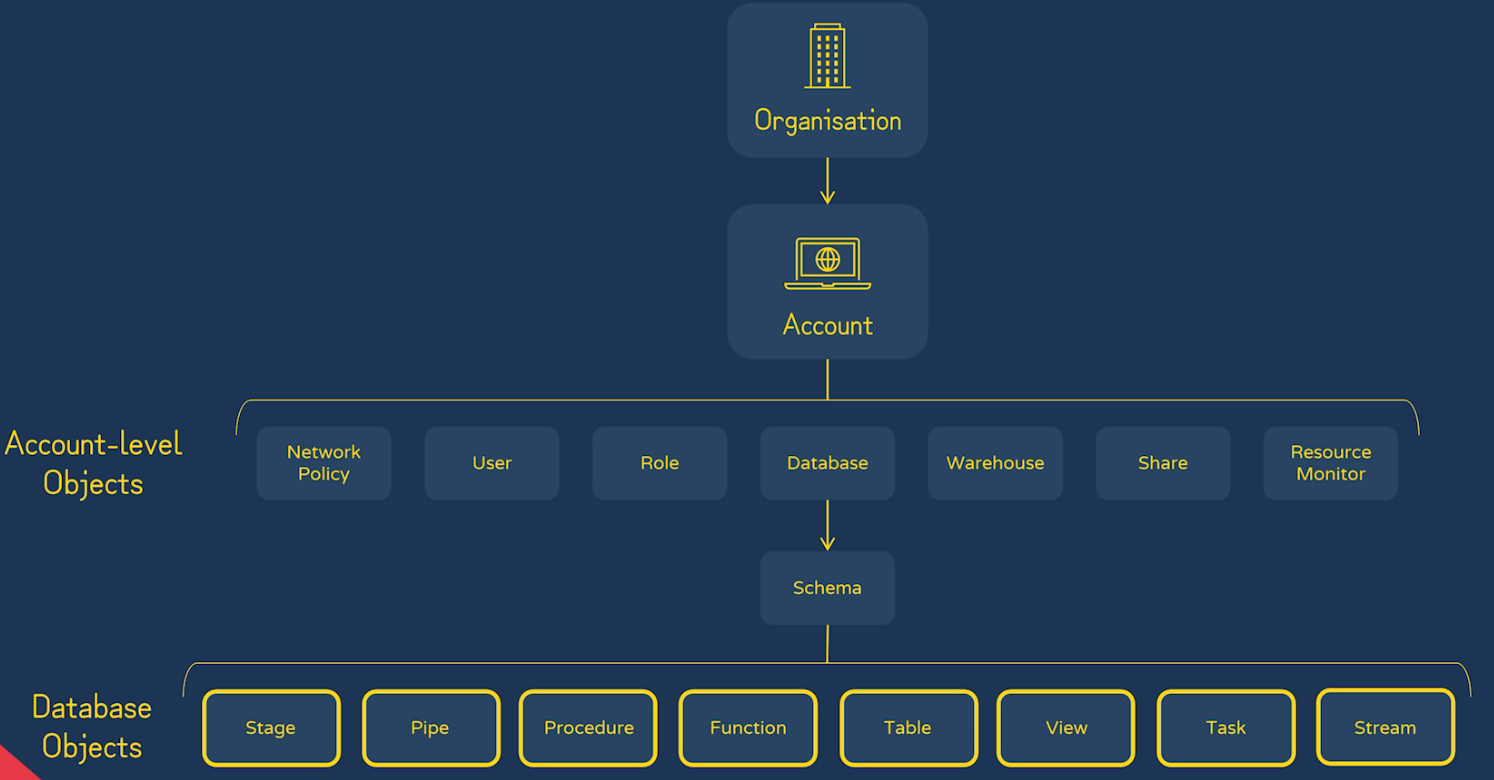 Organisation
Account
Account-level
Objects
Network
Policy
User
Role
Database
Warehouse
Share
Resource
Monitor
Schema
Database
Objects
Stage
Pipe
Procedure
Function
Table
View
Task
Stream